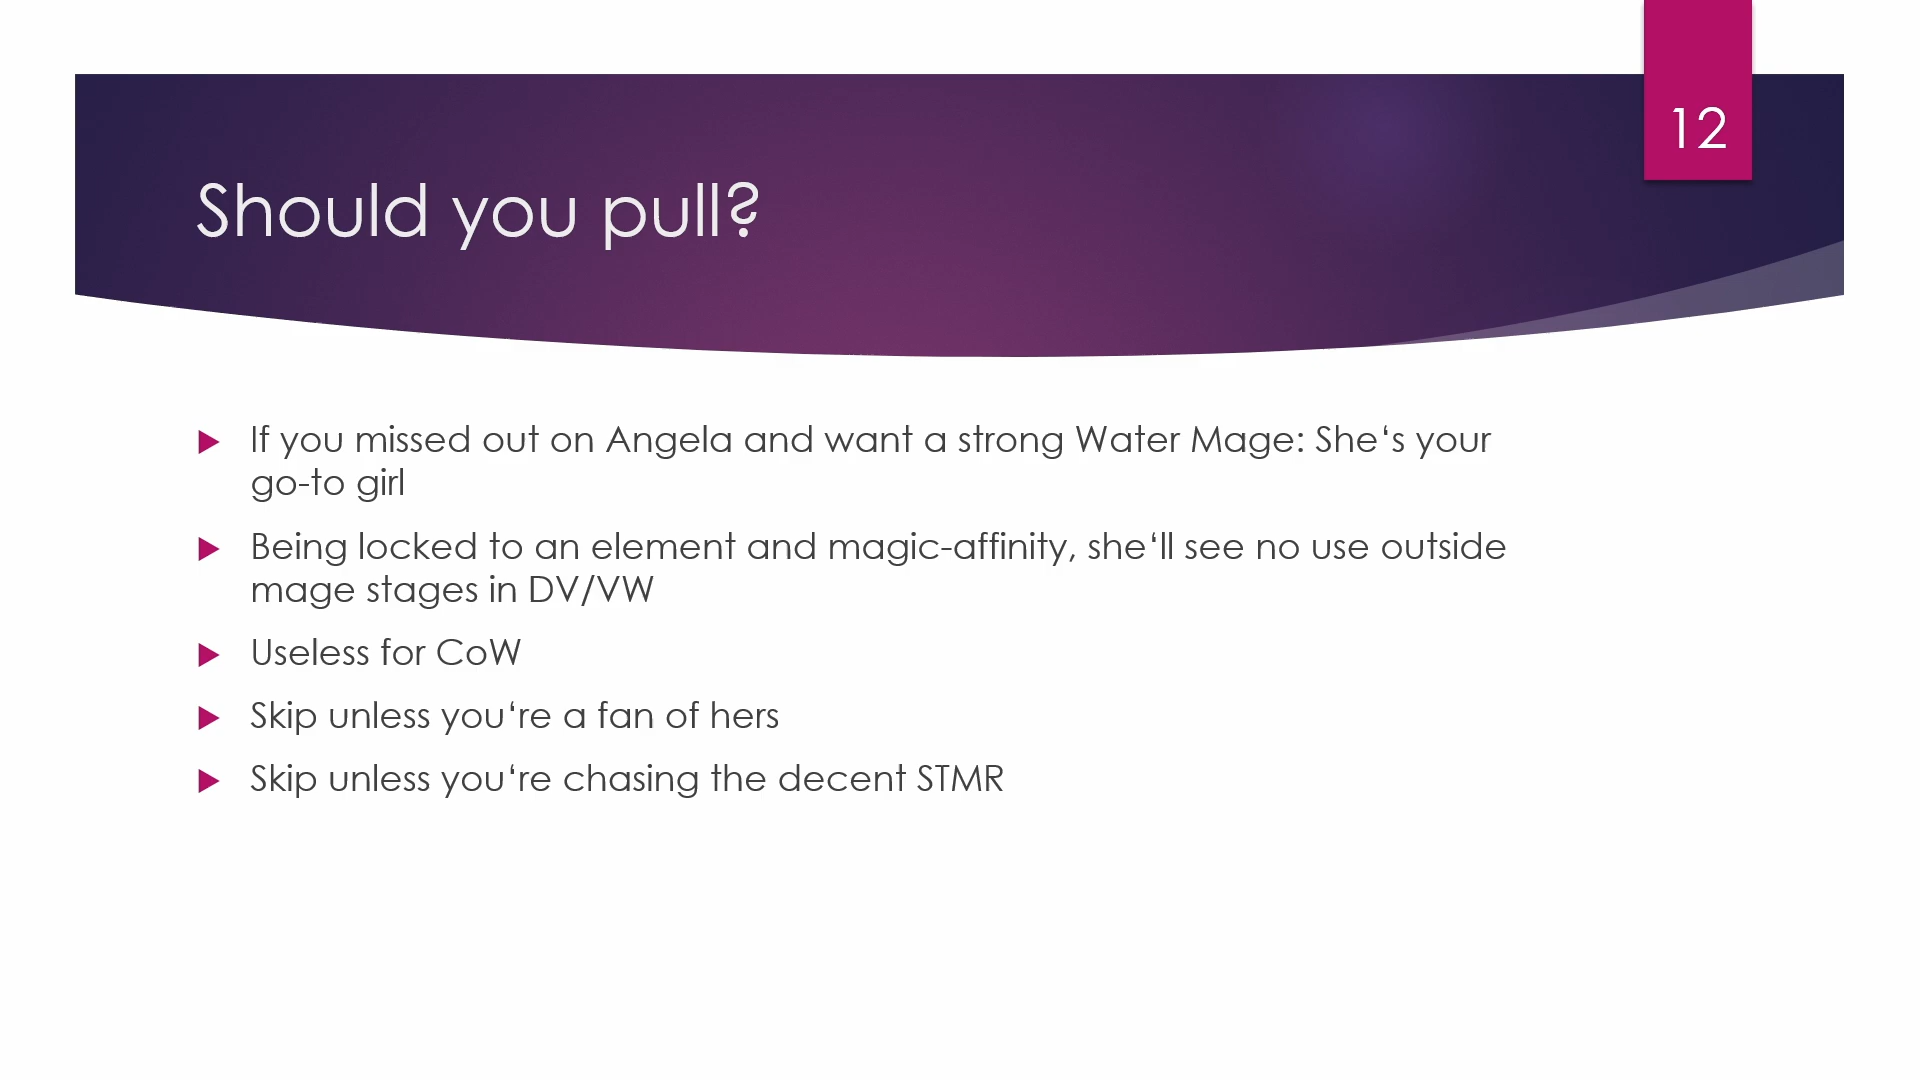 12
Should you pull?
If you missed out on Angela and want a strong Water Mage: She‘s your
go-to girl
Being locked to an element and magic-affinity, she‘ll see no use outside
mage stages in DV/VW
Useless for CoW
Skip unless you‘re a fan of hers
Skip unless you‘re chasing the decent STMR